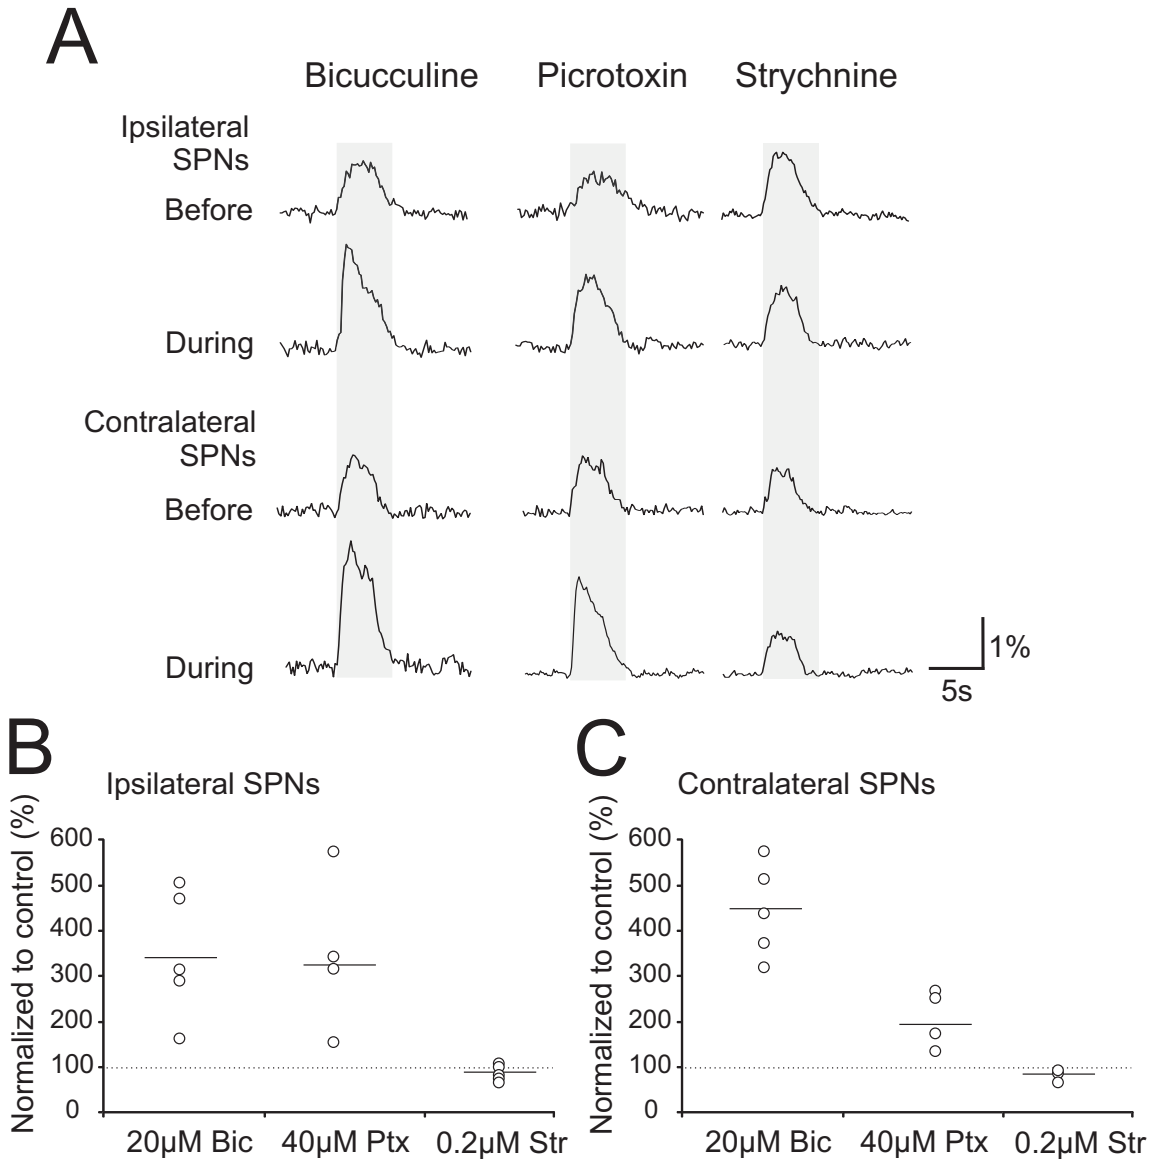 A
Bicucculine Picrotoxin Strychnine
Ipsilateral
SPNs
Before
During
Contralateral
SPNs
Before
During
1%
5s
B
Ipsilateral SPNs
Normalized to control (%)
600
500
400
300
200
100
0
20µM Bic 40µM Ptx 0.2µM Str
C
Contralateral SPNs
Normalized to control (%)
600
500
400
300
200
100
0
20µM Bic 40µM Ptx 0.2µM Str